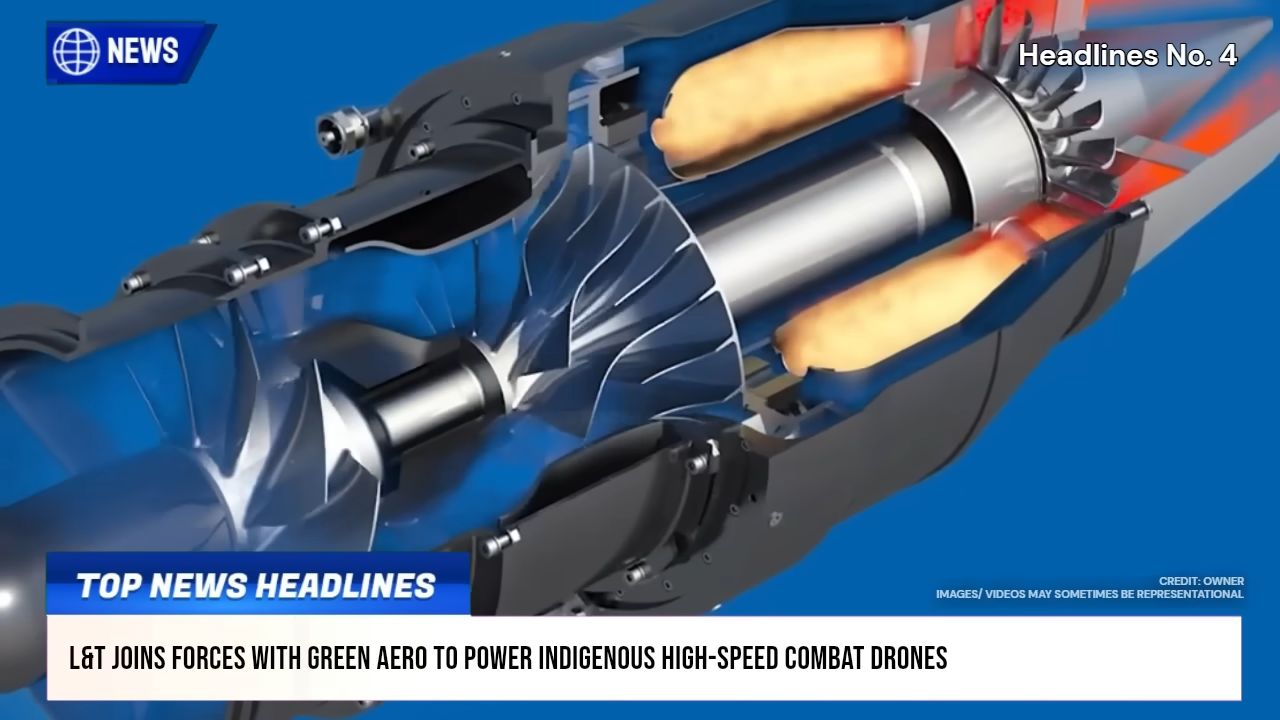 NEWS
Headlines No. 4
CREDIT: OWNER
IMAGES/ VIDEOS MAY SOMETIMES BE REPRESENTATIONAL
TOP NEWS HEADLINES
L&T JOINS FORCES WITH GREEN AERO TO POWER INDIGENOUS HIGH-SPEED COMBAT DRONES